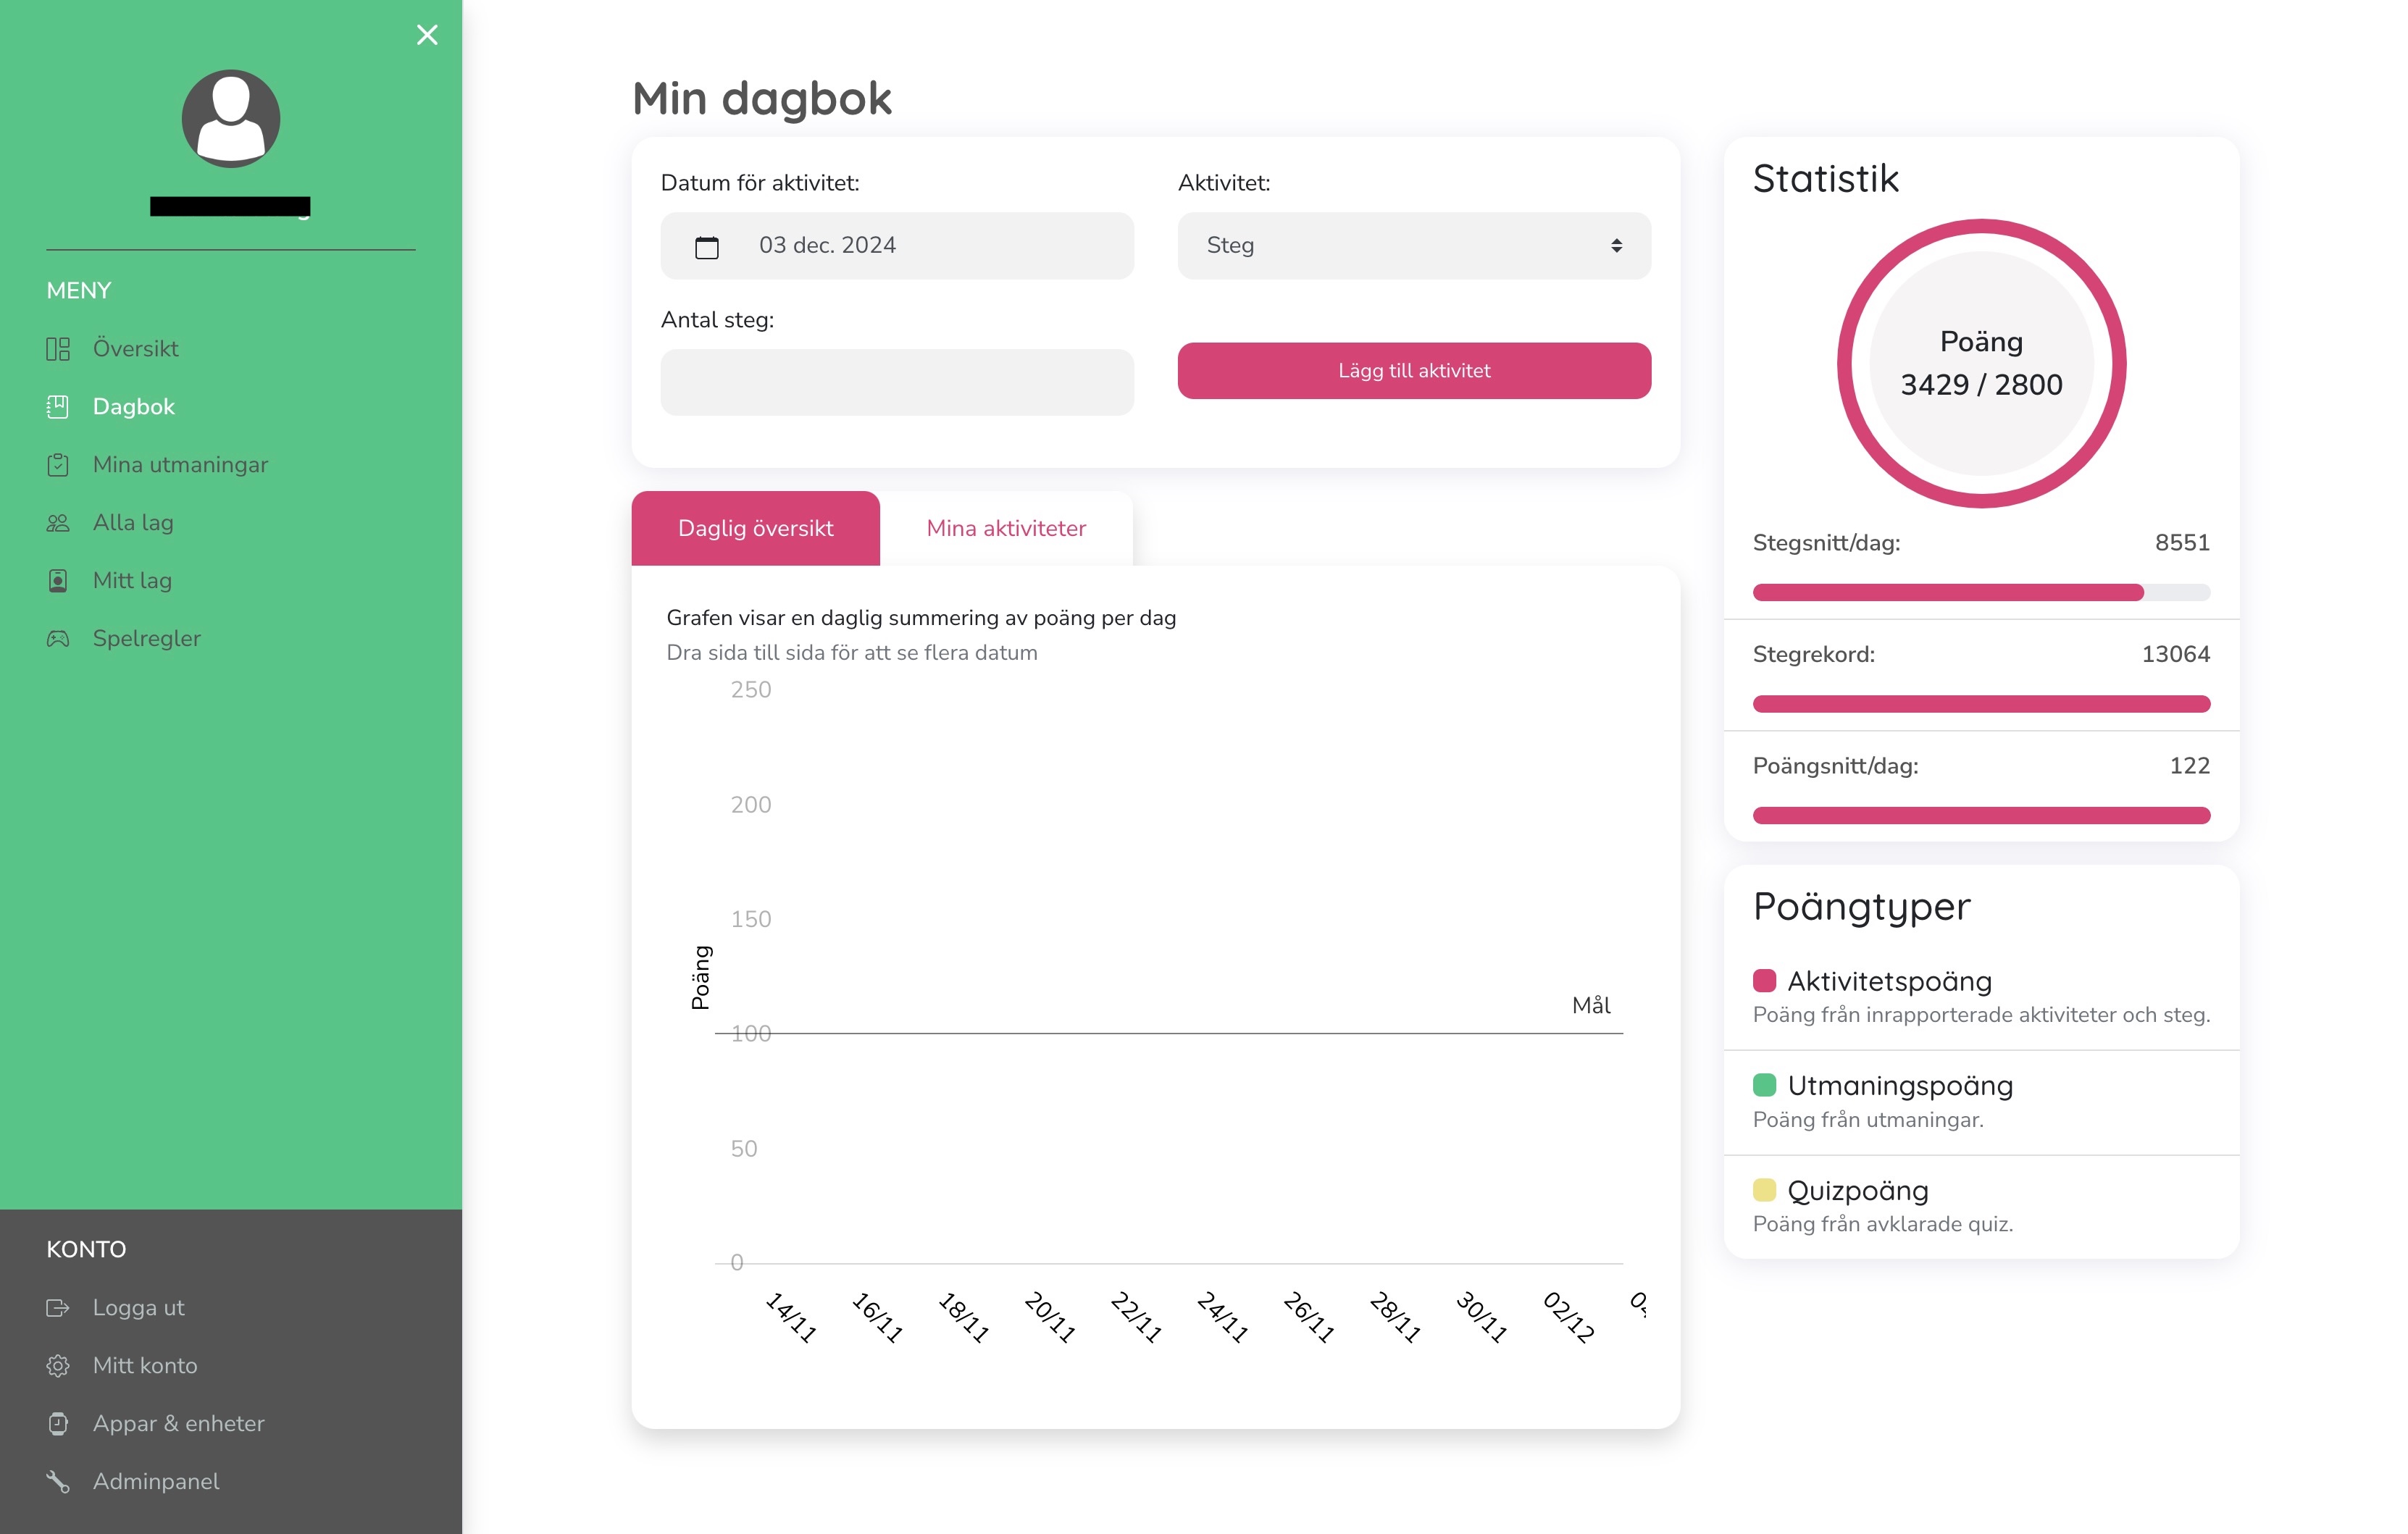 MENY
Översikt
Dagbok
Mina utmaningar
Alla lag
Mitt lag
Spelregler
KONTO
Logga ut
Mitt konto
Appar & enheter
Adminpanel
Min dagbok
Datum för aktivitet:
03 dec. 2024
Aktivitet:
Steg
Antal steg:
Lägg till aktivitet
Daglig översikt
Mina aktiviteter
Grafen visar en daglig summering av poäng per dag
Dra sida till sida för att se flera datum
250
200
150
100
50
0
Poäng
Mål
14/11
16/11
18/11
20/11
22/11
24/11
26/11
28/11
30/11
02/12
Statistik
Poäng
3429 / 2800
Stegsnitt/dag: 8551
Stegrekord: 13064
Poängsnitt/dag: 122
Poängtyper
Aktivitetspoäng
Poäng från inrapporterade aktiviteter och steg.
Utmaningspoäng
Poäng från utmaningar.
Quizpoäng
Poäng från avklarade quiz.